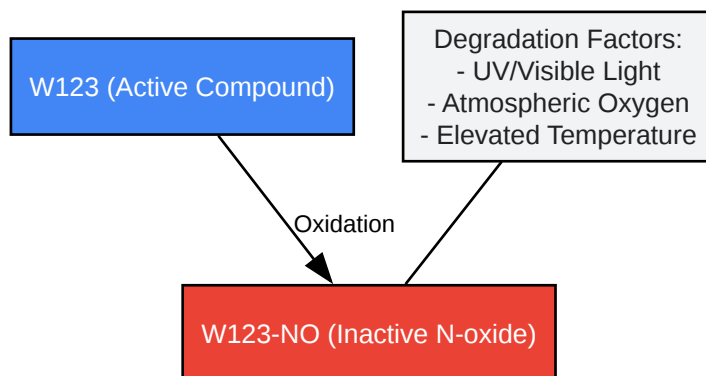 W123 (Active Compound)
Degradation Factors:
- UV/Visible Light
- Atmospheric Oxygen
- Elevated Temperature
Oxidation
W123-NO (Inactive N-oxide)